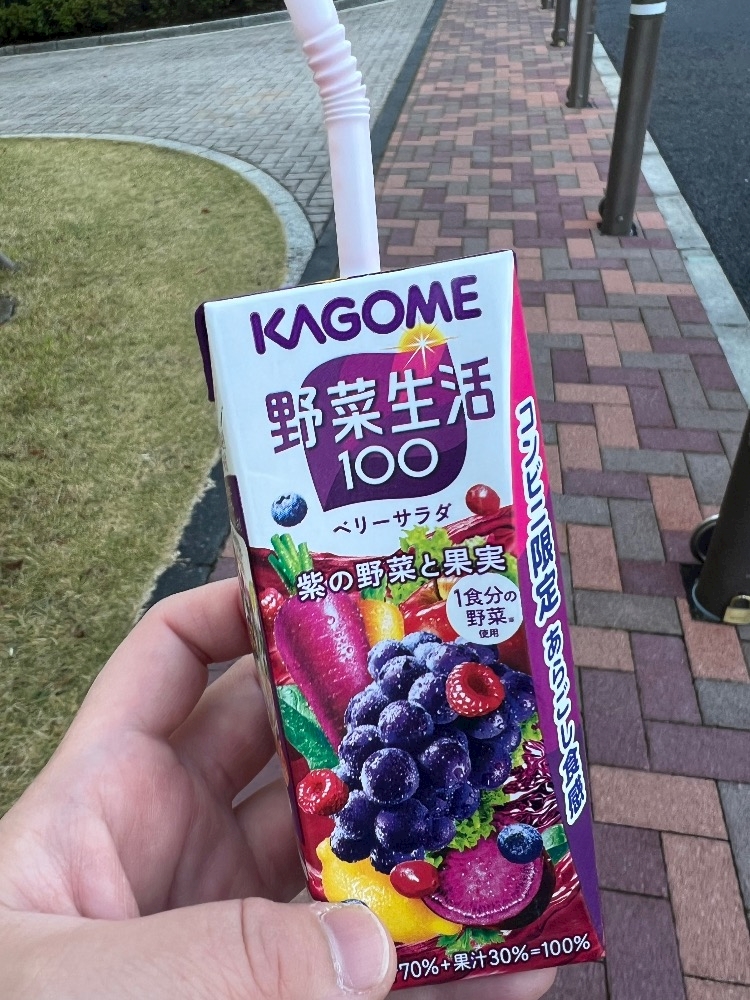 KAGOME
野菜生活
100
ベリーサラダ
紫の野菜と果実
1食分の
野菜※
使用
70%+果汁30%=100%
コンビニ限定 あらごし食感